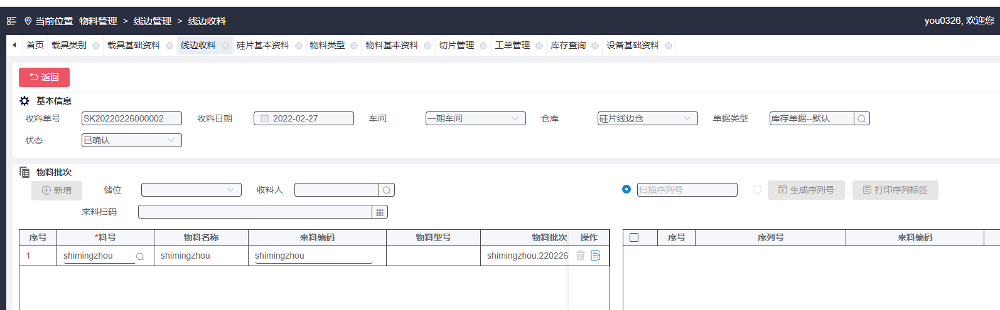 当前位置 物料管理 > 线边管理 > 线边收料 you0326, 欢迎您
首页 载具类别 载具基础资料 线边收料 硅片基本资料 物料类型 物料基本资料 切片管理 工单管理 库存查询 设备基础资料
返回
基本信息
收料单号 SK20220226000002 收料日期 2022-02-27 车间 一期车间 仓库 硅片线边仓 单据类型 库存单据--默认
状态 已确认
物料批次
新增 储位 收料人 扫描序列号 生成序列号 打印序列标签
来料扫码
序号 *料号 物料名称 来料编码 物料型号 物料批次 操作 序号 序列号 来料编码
1 shimingzhou shimingzhou shimingzhou shimingzhou.220226